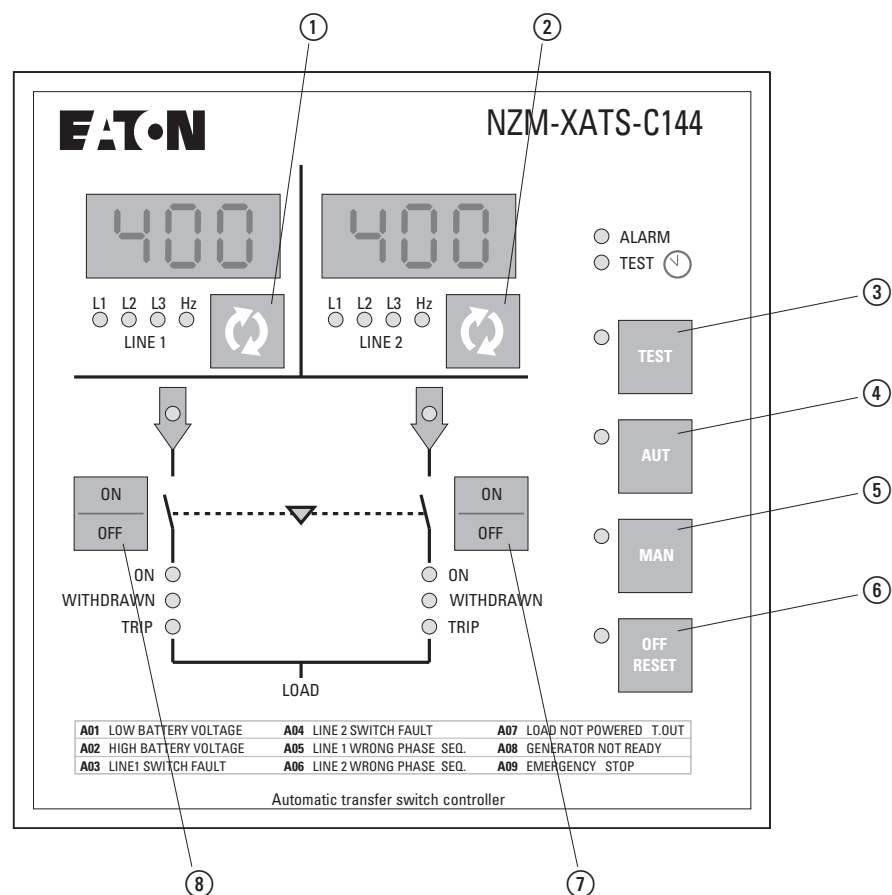 ① ②
EATON NZM-XATS-C144
400 400
ALARM
TEST
L1 L2 L3 Hz L1 L2 L3 Hz
LINE 1 LINE 2
③
TEST
④
AUT
ON ON
OFF OFF
⑤
MAN
ON ON
WITHDRAWN WITHDRAWN
TRIP TRIP
⑥
OFF
RESET
LOAD
A01 LOW BATTERY VOLTAGE A04 LINE 2 SWITCH FAULT A07 LOAD NOT POWERED T.OUT
A02 HIGH BATTERY VOLTAGE A05 LINE 1 WRONG PHASE SEQ. A08 GENERATOR NOT READY
A03 LINE1 SWITCH FAULT A06 LINE 2 WRONG PHASE SEQ. A09 EMERGENCY STOP
Automatic transfer switch controller
⑧ ⑦